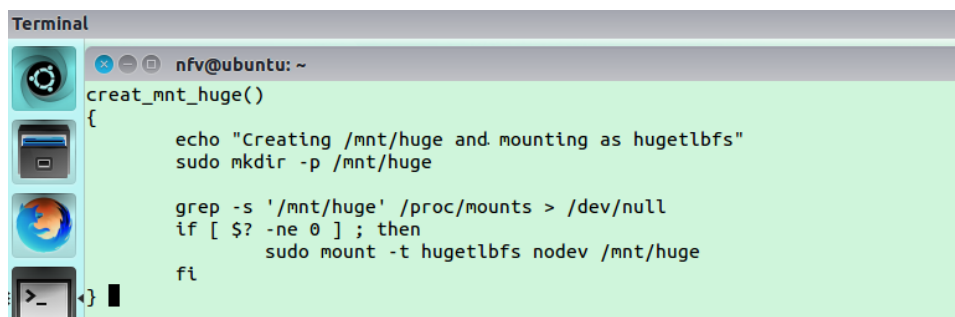 Terminal
nfv@ubuntu: ~
creat_mnt_huge()
{
echo "Creating /mnt/huge and mounting as hugetlbfs"
sudo mkdir -p /mnt/huge
grep -s '/mnt/huge' /proc/mounts > /dev/null
if [ $? -ne 0 ] ; then
sudo mount -t hugetlbfs nodev /mnt/huge
fi
}
>_